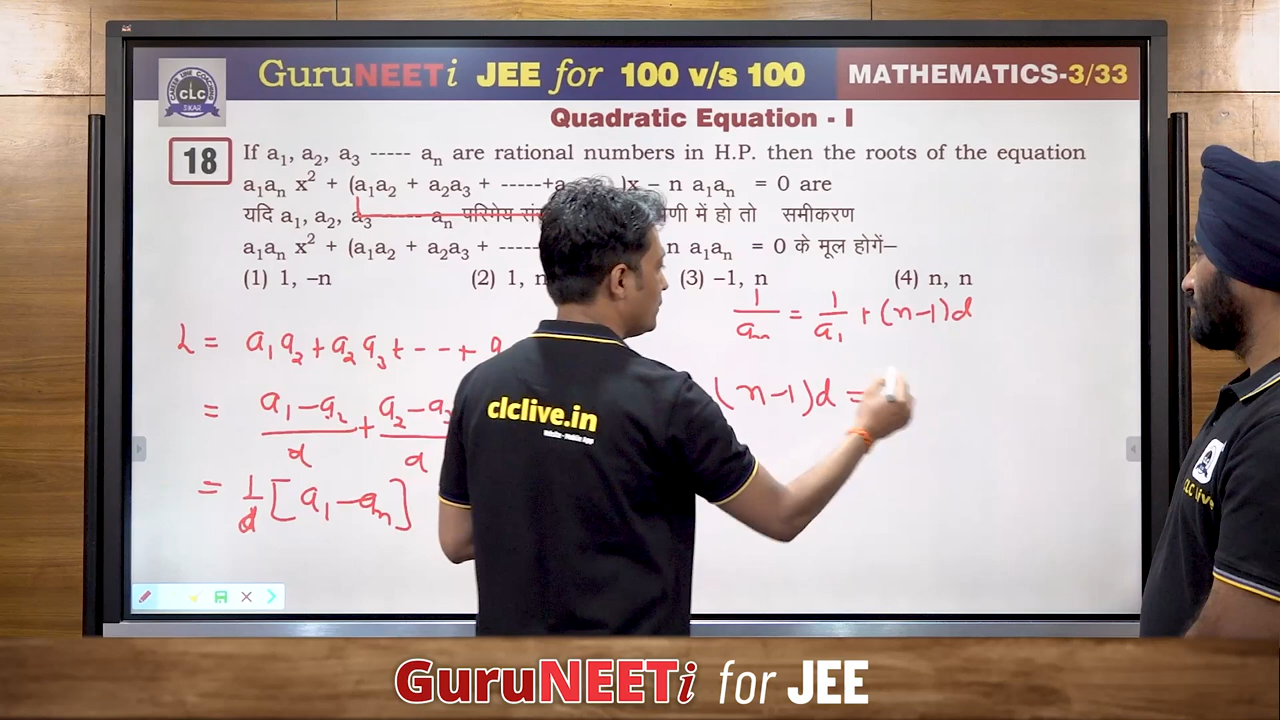 GuruNEETi JEE for 100 v/s 100
MATHEMATICS-3/33
CLC
SIKAR
Quadratic Equation - I
18
If a₁, a₂, a₃ ----- aₙ are rational numbers in H.P. then the roots of the equation
a₁aₙ x² + (a₁a₂ + a₂a₃ + -----+a )x – n a₁aₙ = 0 are
यदि a₁, a₂, a₃ ----- aₙ परिमेय में हो तो समीकरण
a₁aₙ x² + (a₁a₂ + a₂a₃ + ----- n a₁aₙ = 0 के मूल होगें–
(1) 1, –n (2) 1, n (3) –1, n (4) n, n
1/aₙ = 1/a₁ + (n-1)d
λ = a₁a₂ + a₂a₃ + - - +
(n-1)d =
= (a₁-a₂)/d + (a₂-a₃)/d
= 1/d [a₁-aₙ]
clclive.in
CLC live
GuruNEETi for JEE